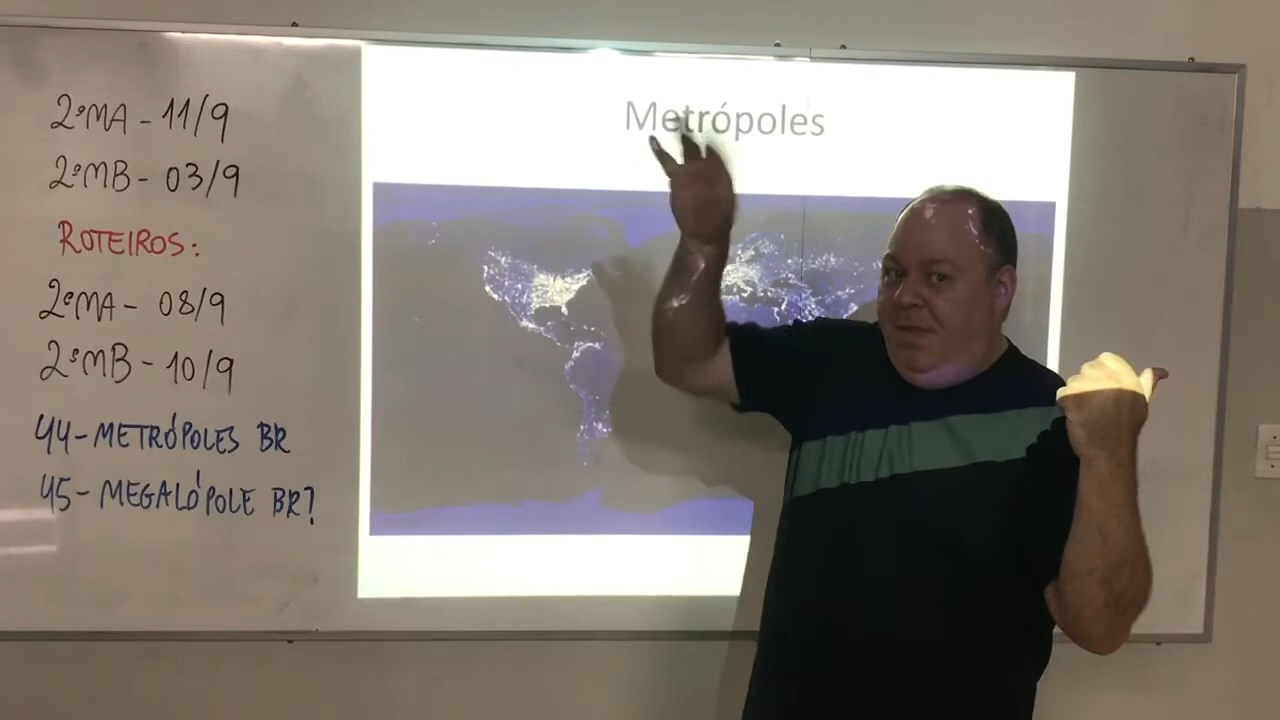 2ºMA - 11/9
2ºMB - 03/9
ROTEIROS:
2ºMA - 08/9
2ºMB - 10/9
44-METRÓPOLES BR
45-MEGALÓPOLE BR?
Metrópoles